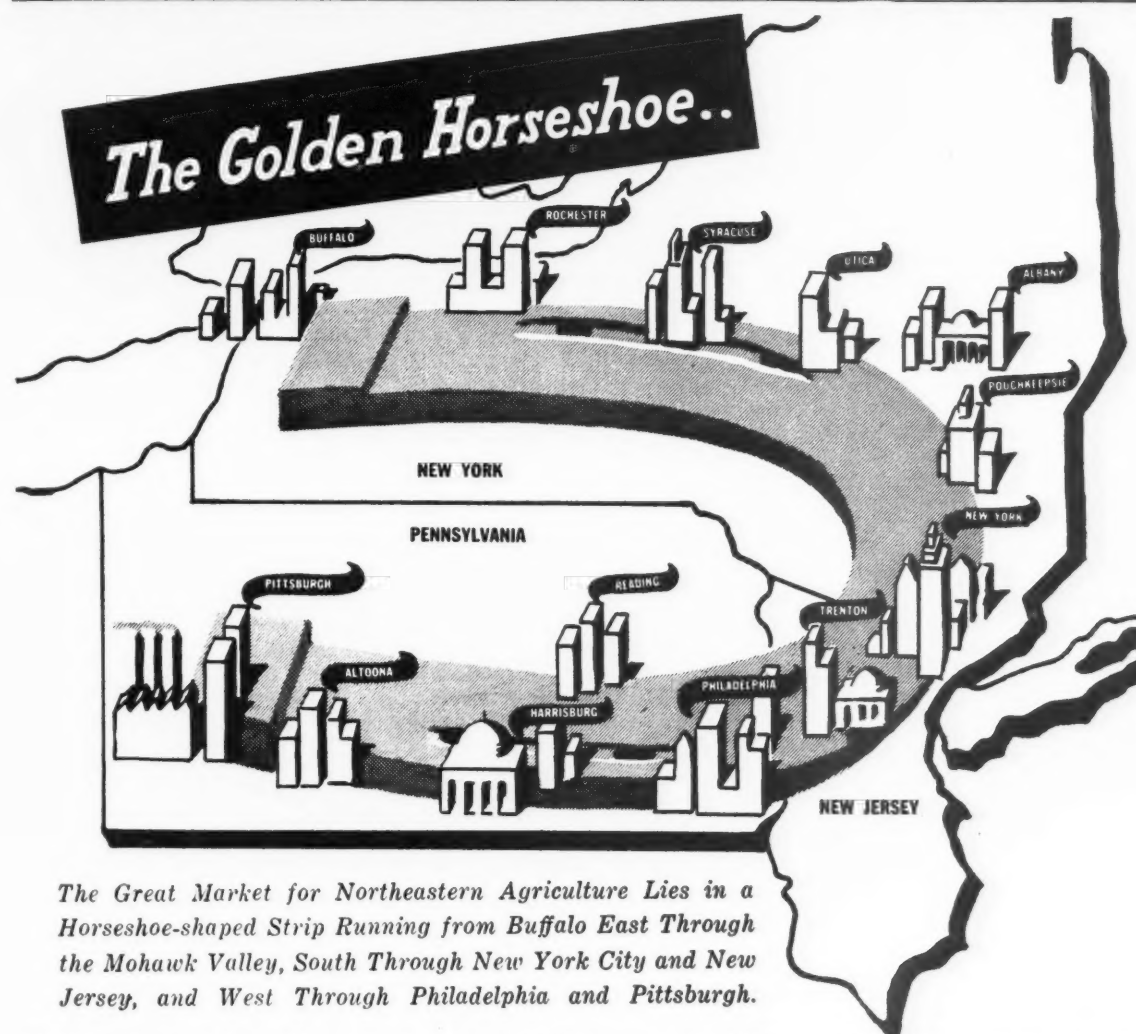 The Golden Horseshoe..
BUFFALO
ROCHESTER
SYRACUSE
UTICA
ALBANY
POUGHKEEPSIE
NEW YORK
NEW YORK
PENNSYLVANIA
PITTSBURGH
READING
TRENTON
ALTOONA
PHILADELPHIA
HARRISBURG
NEW JERSEY
The Great Market for Northeastern Agriculture Lies in a
Horseshoe-shaped Strip Running from Buffalo East Through
the Mohawk Valley, South Through New York City and New
Jersey, and West Through Philadelphia and Pittsburgh.